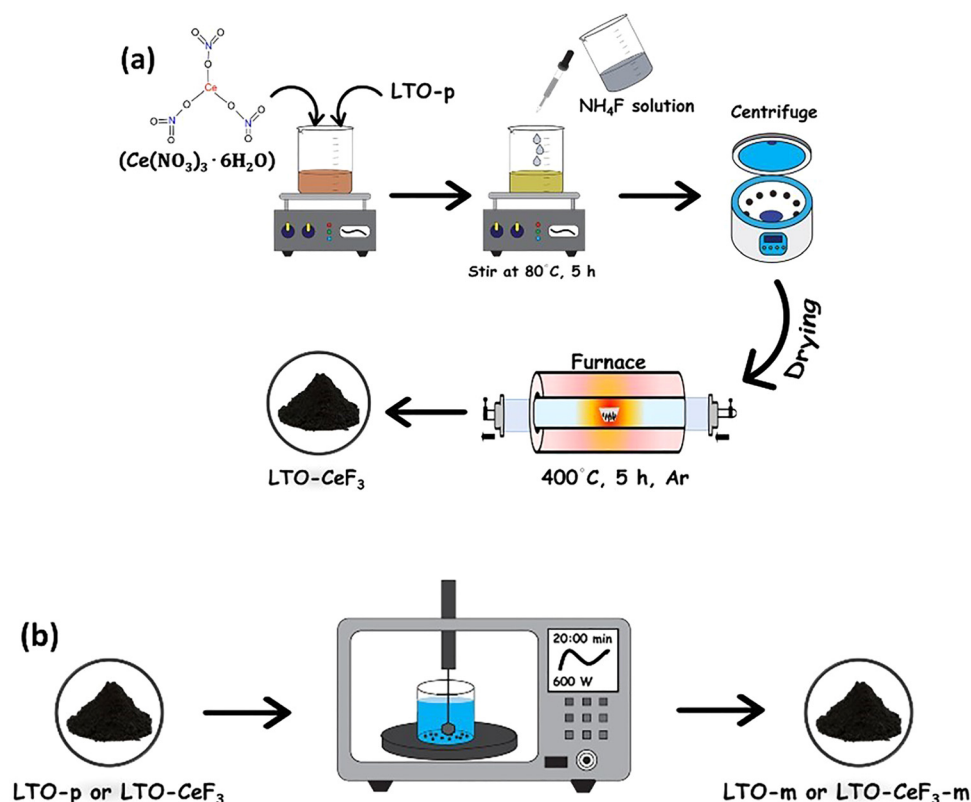 (a)
O
O
N
O
Ce
O
O
N
O
O
O
N
O
O
(Ce(NO₃)₃ · 6H₂O)
LTO-p
NH₄F solution
Stir at 80°C, 5 h
Centrifuge
Drying
Furnace
400°C, 5 h, Ar
LTO-CeF₃
(b)
LTO-p or LTO-CeF₃
20:00 min
600 W
LTO-m or LTO-CeF₃-m